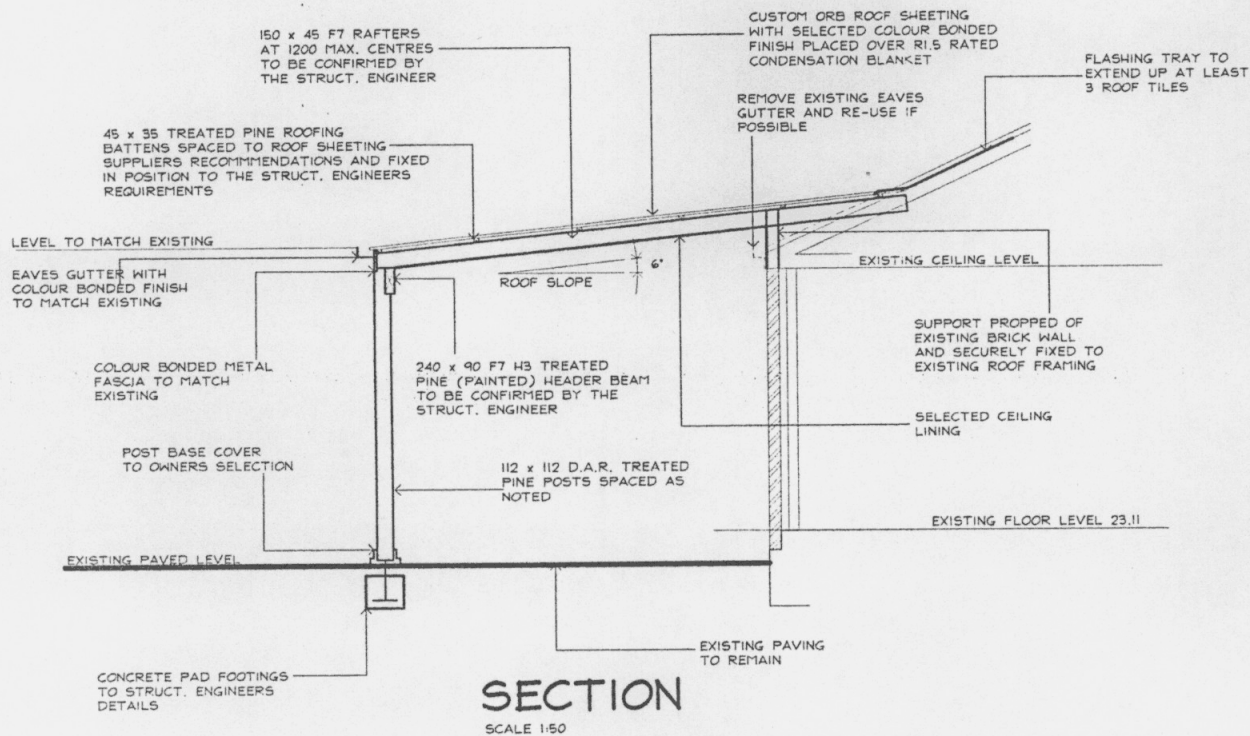 150 x 45 F7 RAFTERS
AT 1200 MAX. CENTRES
TO BE CONFIRMED BY
THE STRUCT. ENGINEER
CUSTOM ORB ROOF SHEETING
WITH SELECTED COLOUR BONDED
FINISH PLACED OVER R1.5 RATED
CONDENSATION BLANKET
FLASHING TRAY TO
EXTEND UP AT LEAST
3 ROOF TILES
REMOVE EXISTING EAVES
GUTTER AND RE-USE IF
POSSIBLE
45 x 35 TREATED PINE ROOFING
BATTENS SPACED TO ROOF SHEETING
SUPPLIERS RECOMMMENDATIONS AND FIXED
IN POSITION TO THE STRUCT. ENGINEERS
REQUIREMENTS
LEVEL TO MATCH EXISTING
EAVES GUTTER WITH
COLOUR BONDED FINISH
TO MATCH EXISTING
6°
ROOF SLOPE
EXISTING CEILING LEVEL
SUPPORT PROPPED OF
EXISTING BRICK WALL
AND SECURELY FIXED TO
EXISTING ROOF FRAMING
COLOUR BONDED METAL
FASCIA TO MATCH
EXISTING
240 x 90 F7 H3 TREATED
PINE (PAINTED) HEADER BEAM
TO BE CONFIRMED BY THE
STRUCT. ENGINEER
SELECTED CEILING
LINING
POST BASE COVER
TO OWNERS SELECTION
112 x 112 D.A.R. TREATED
PINE POSTS SPACED AS
NOTED
EXISTING FLOOR LEVEL 23.11
EXISTING PAVED LEVEL
EXISTING PAVING
TO REMAIN
CONCRETE PAD FOOTINGS
TO STRUCT. ENGINEERS
DETAILS
SECTION
SCALE 1:50